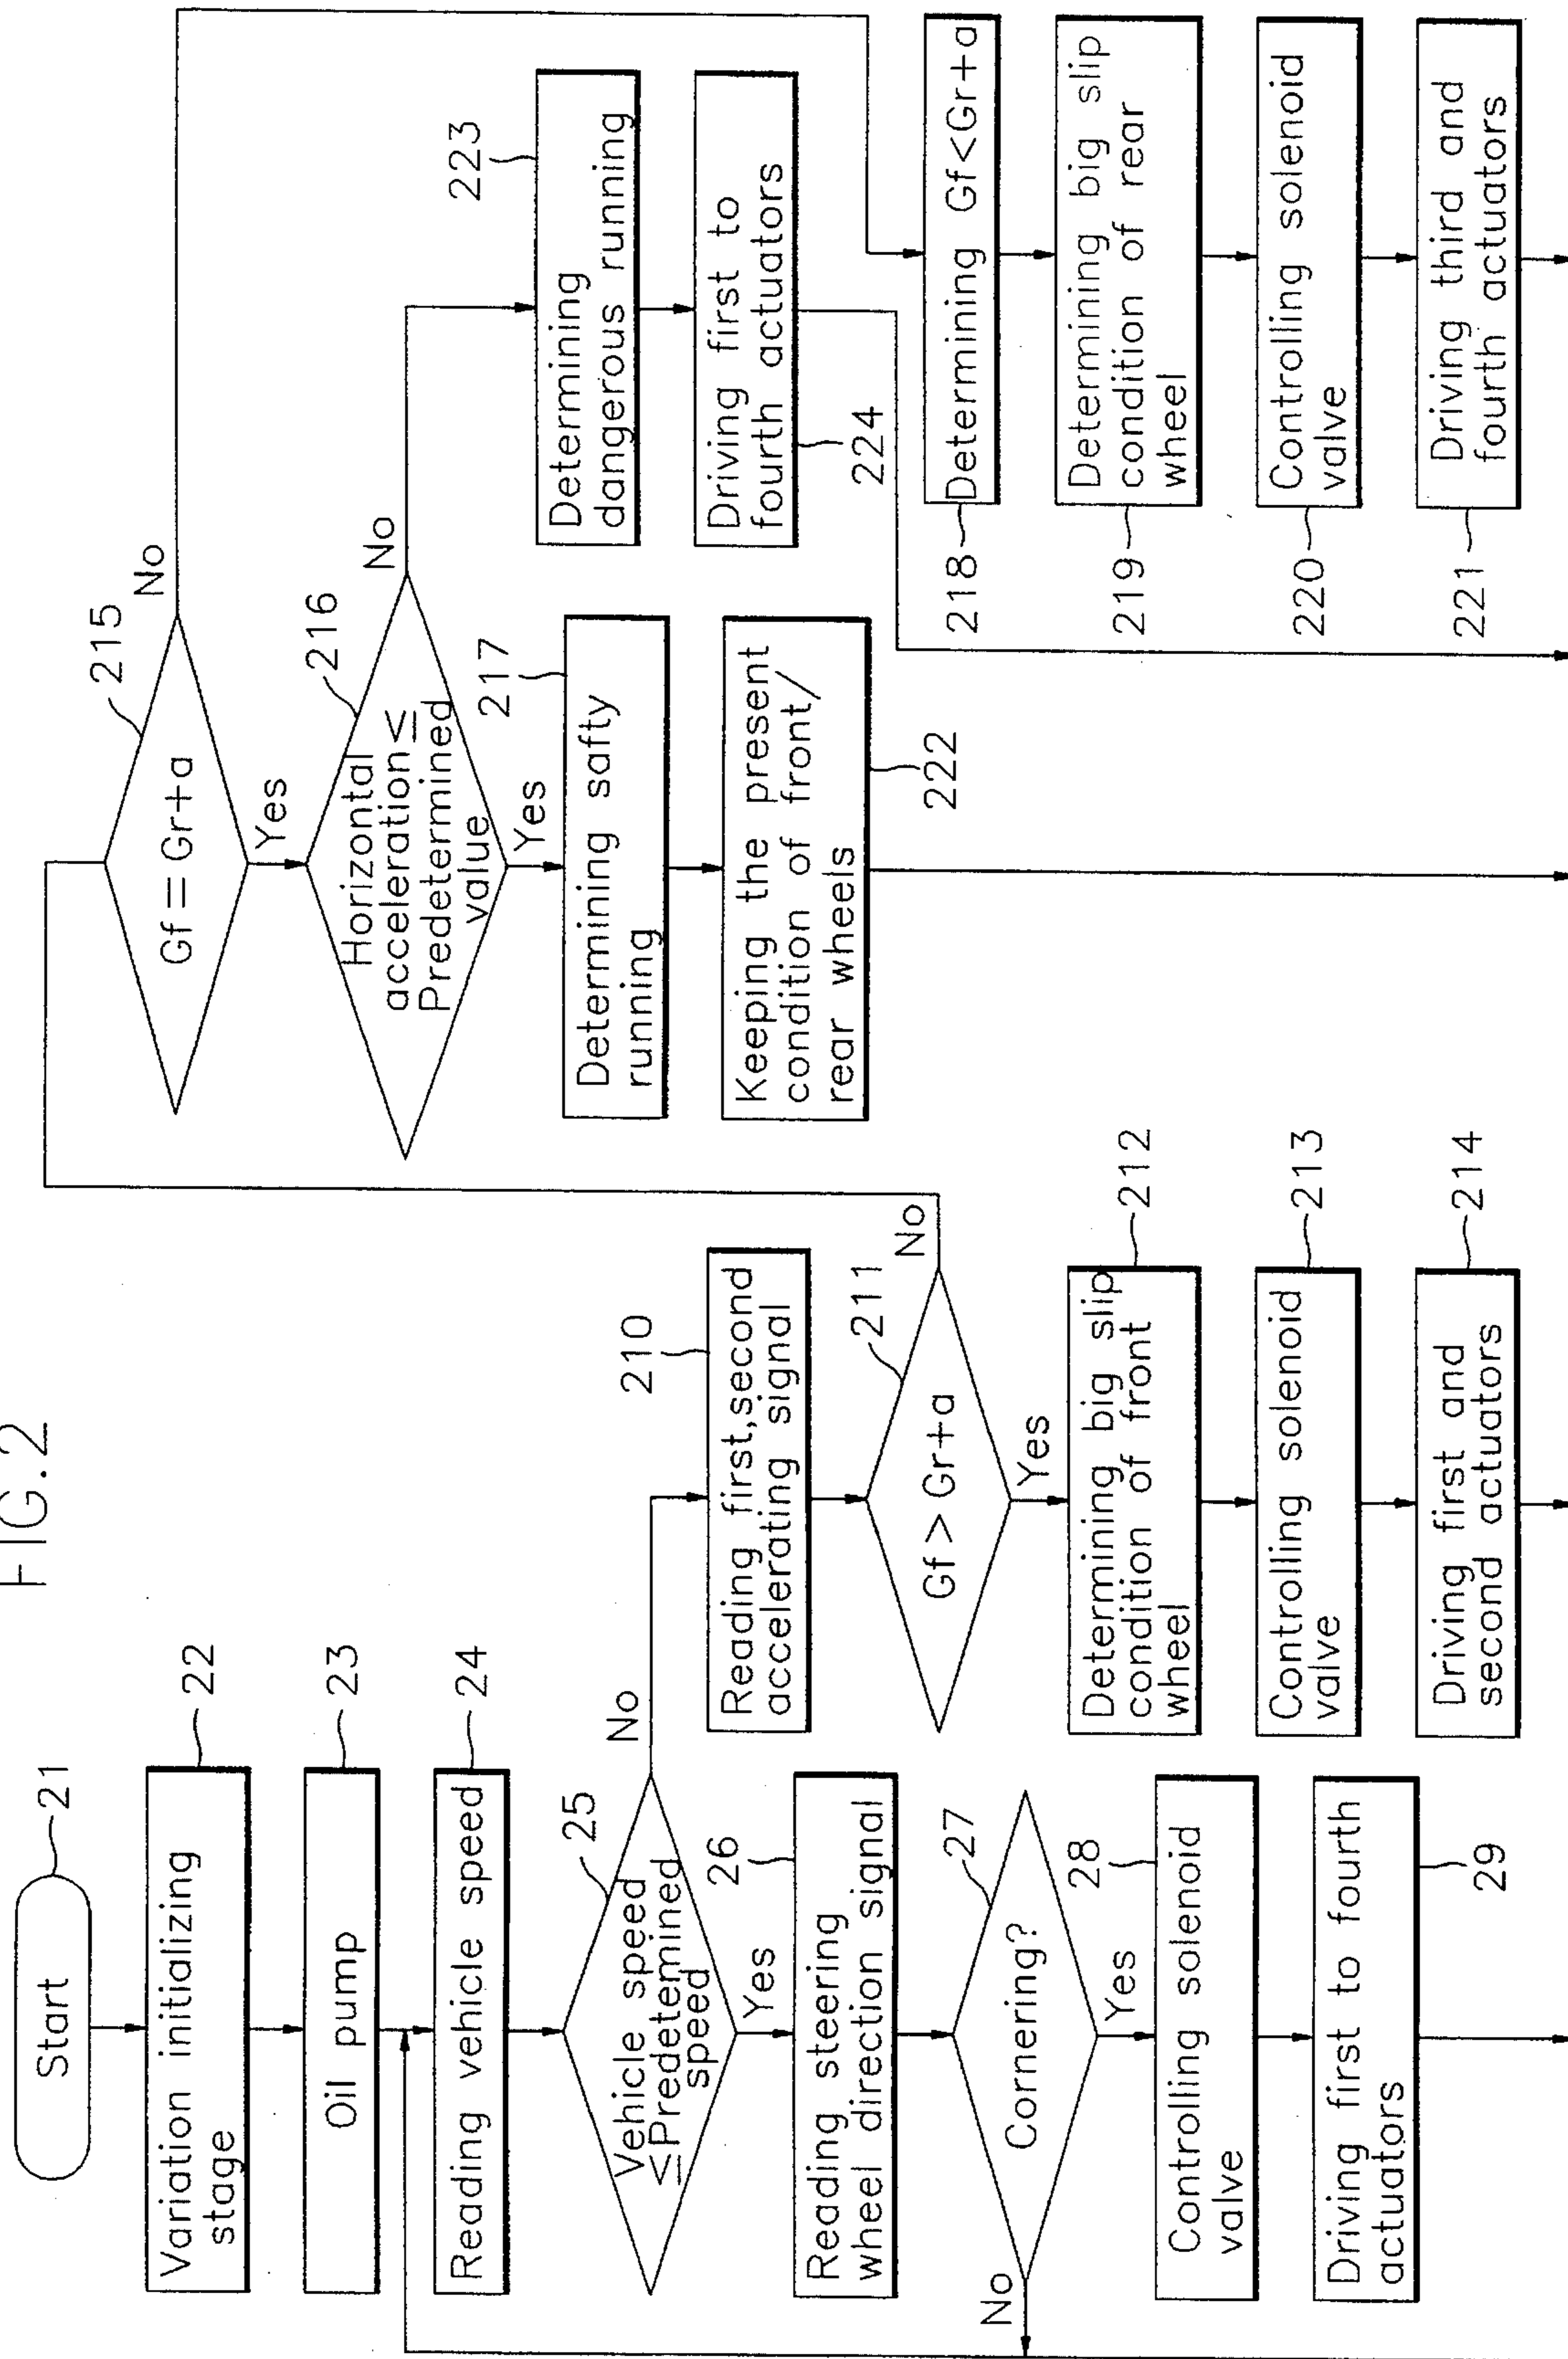 FIG.2
Start
21
Variation initializing
stage
22
Oil pump
23
Reading vehicle speed
24
Vehicle speed
≤Predetemined
speed
25
No
Yes
Reading steering
wheel direction signal
26
Cornering?
27
No
Yes
Controlling solenoid
valve
28
Driving first to fourth
actuators
29
Reading first,second
accelerating signal
210
Gf > Gr+a
211
No
Yes
Determining big slip
condition of front
wheel
212
Controlling solenoid
valve
213
Driving first and
second actuators
214
Gf = Gr+a
215
No
Yes
Horizontal
acceleration≤
Predetermined
value
216
No
Yes
Determining safty
running
217
Keeping the present
condition of front/
rear wheels
222
Determining
dangerous running
223
Driving first to
fourth actuators
224
Determining Gf<Gr+a
218
Determining big slip
condition of rear
wheel
219
Controlling solenoid
valve
220
Driving third and
fourth actuators
221